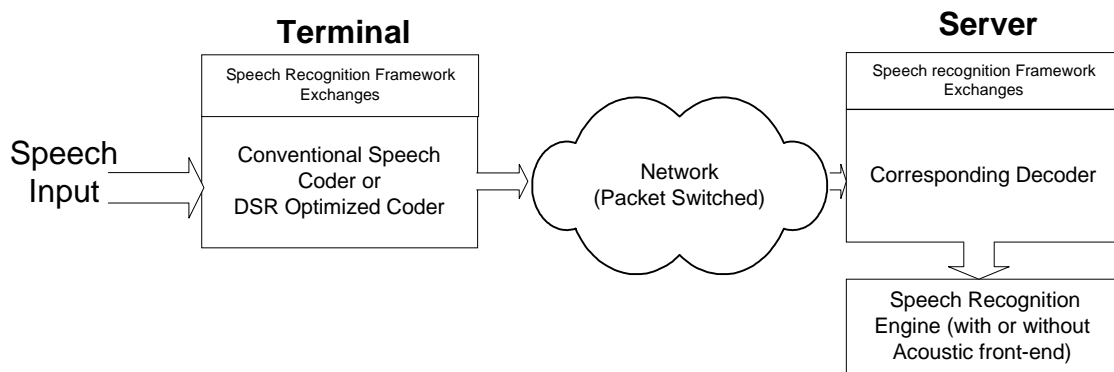 Terminal
Server
Speech Recognition Framework
Exchanges
Speech recognition Framework
Exchanges
Speech
Input
Conventional Speech
Coder or
DSR Optimized Coder
Network
(Packet Switched)
Corresponding Decoder
Speech Recognition
Engine (with or without
Acoustic front-end)